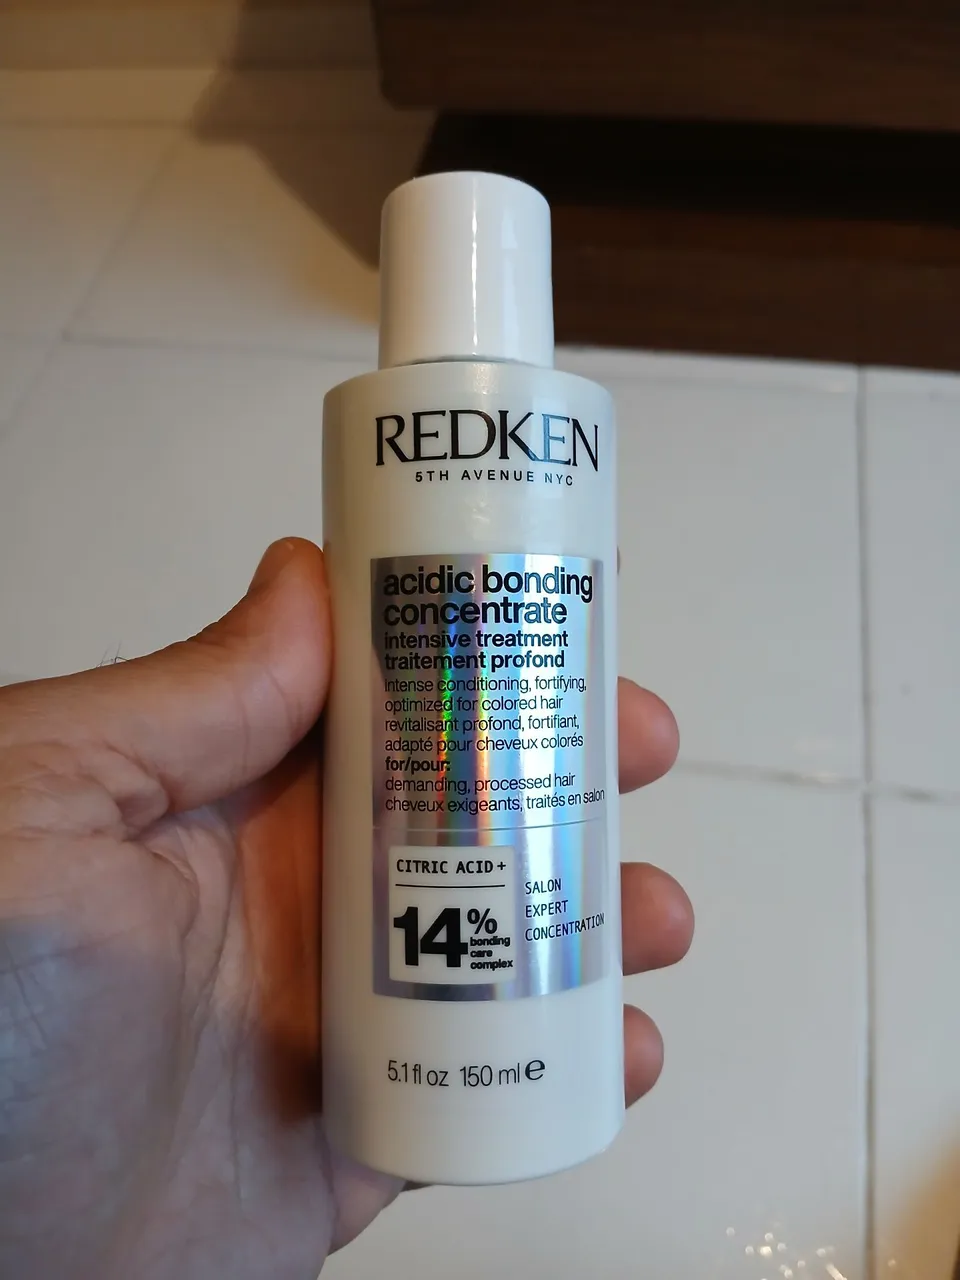 REDKEN
5TH AVENUE NYC
acidic bonding
concentrate
intensive treatment
traitement profond
Intense conditioning, fortifying,
optimized for colored hair
revitalisant profond, fortifiant,
adapté pour cheveux colorés
for/pour:
demanding, processed hair
cheveux exigeants, traités en salon
CITRIC ACID+
14%
bonding
care
complex
SALON
EXPERT
CONCENTRATION
5.1 fl oz 150 ml e